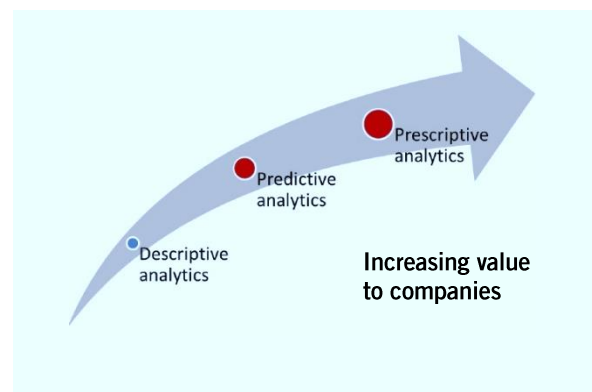 Prescriptive
analytics
Predictive
analytics
Descriptive
analytics
Increasing value
to companies